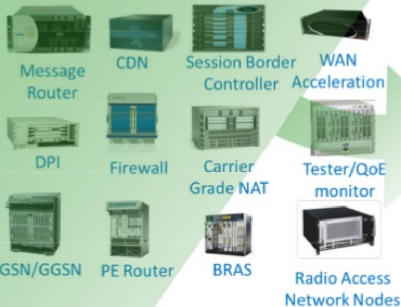 Message
Router
CDN
Session Border
Controller
WAN
Acceleration
DPI
Firewall
Carrier
Grade NAT
Tester/QoE
monitor
GSN/GGSN
PE Router
BRAS
Radio Access
Network Nodes